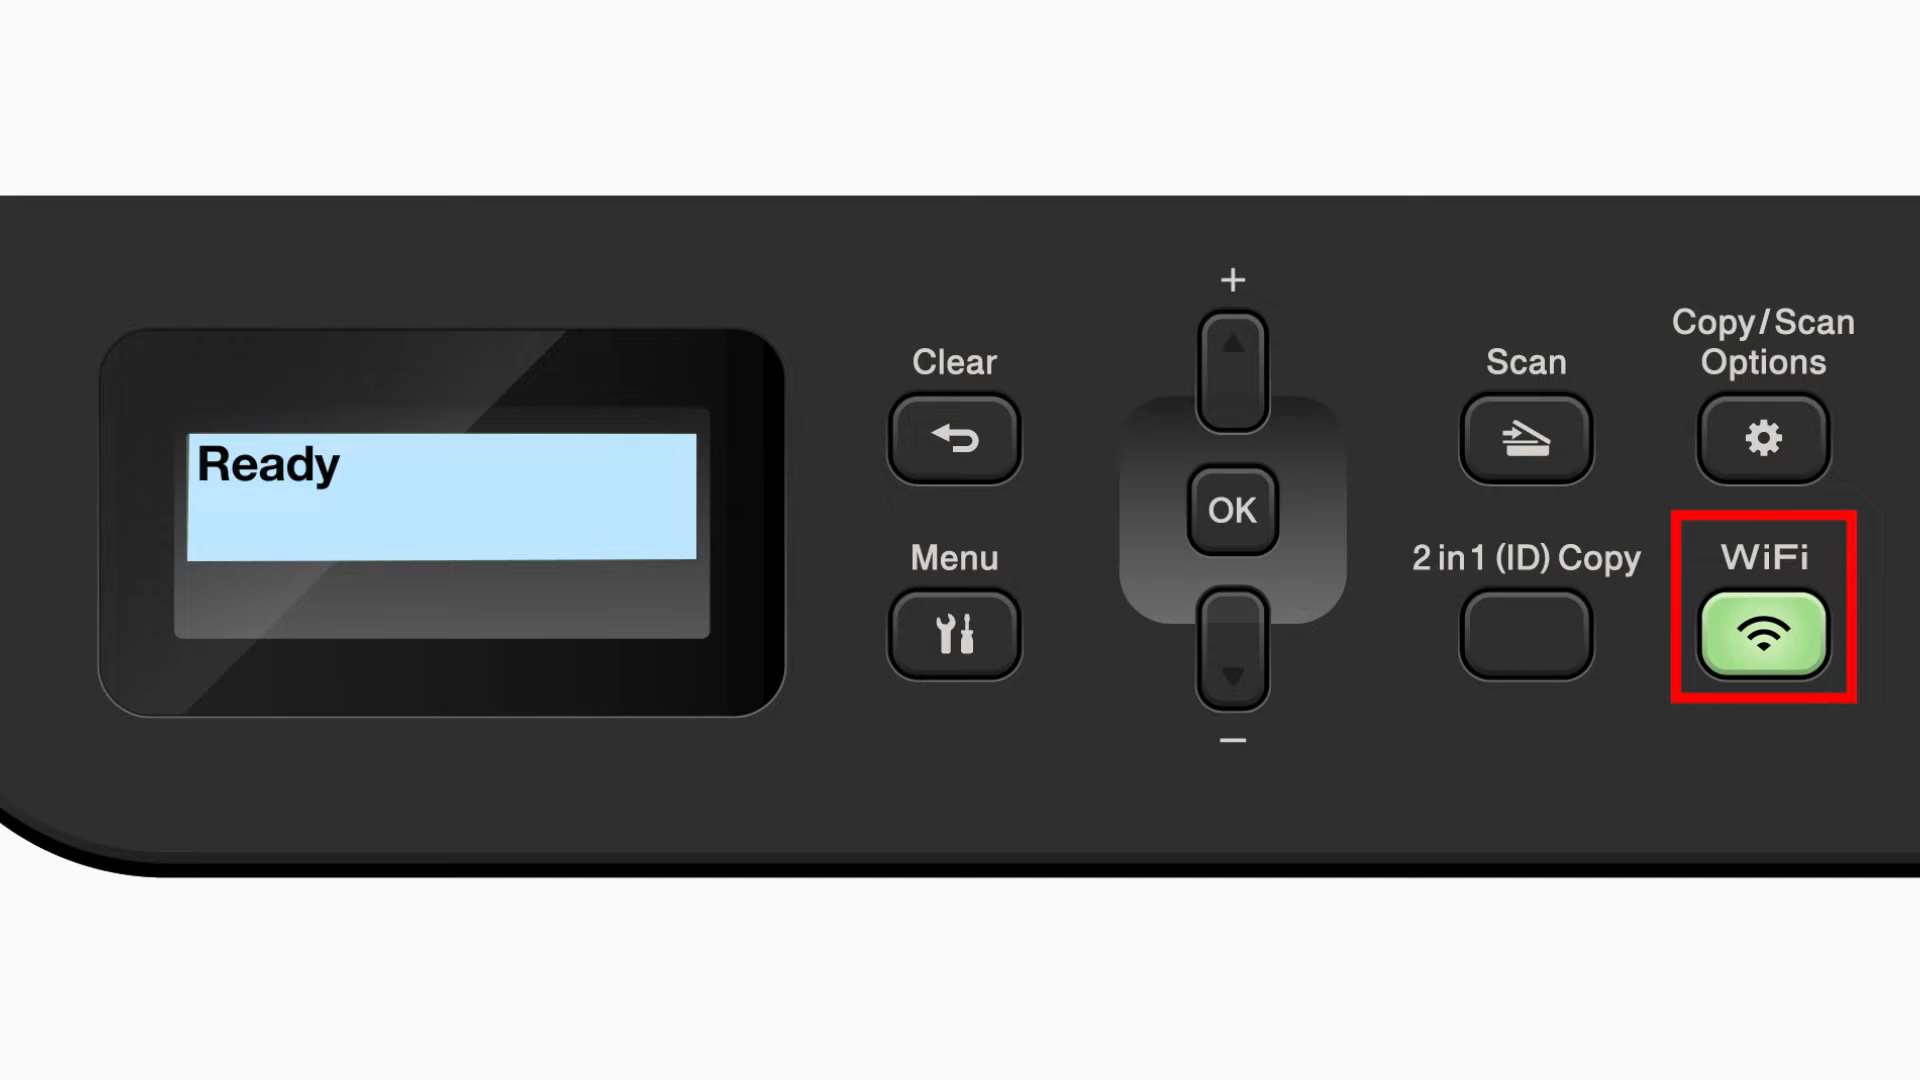 Ready
Clear
Menu
+
OK
–
Scan
Copy/Scan
Options
2 in 1 (ID) Copy
WiFi